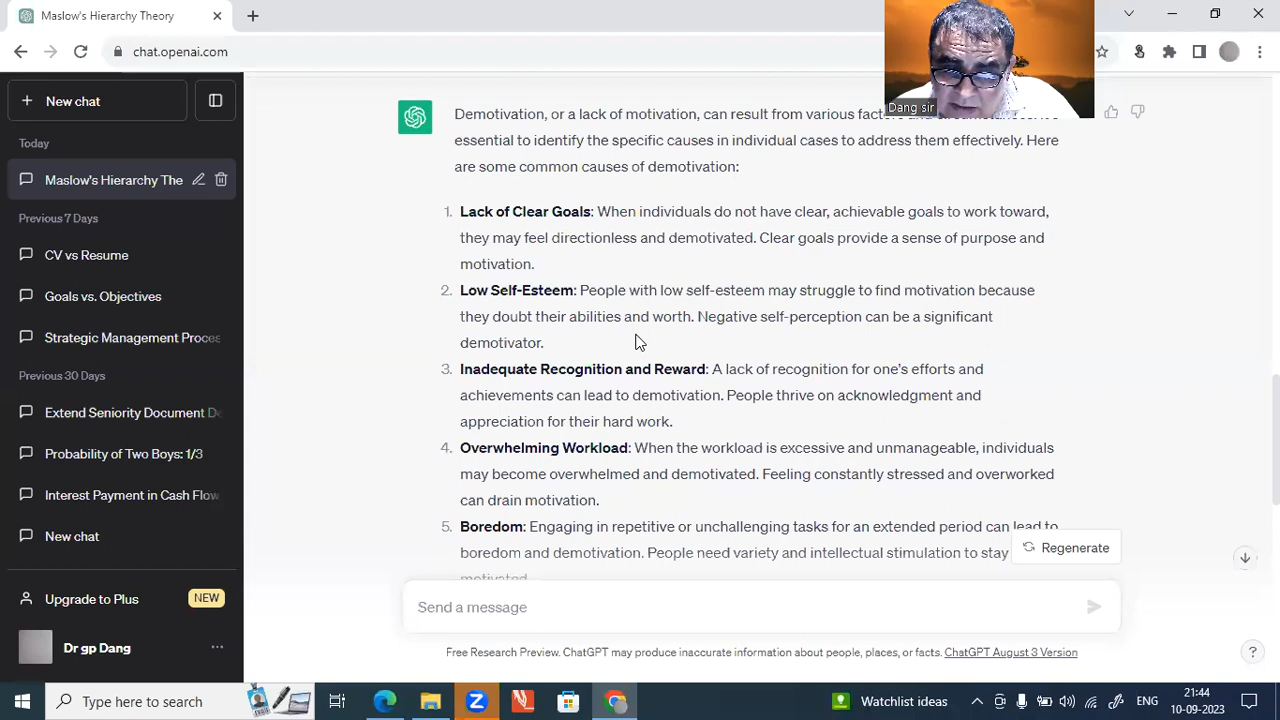 Maslow's Hierarchy Theory
chat.openai.com
Dang sir
New chat
Today
Maslow's Hierarchy The
Previous 7 Days
CV vs Resume
Goals vs. Objectives
Strategic Management Proces
Previous 30 Days
Extend Seniority Document De
Probability of Two Boys: 1/3
Interest Payment in Cash Flow
New chat
Upgrade to Plus
NEW
Dr gp Dang
Demotivation, or a lack of motivation, can result from various
essential to identify the specific causes in individual cases to address them effectively. Here
are some common causes of demotivation:
1. Lack of Clear Goals: When individuals do not have clear, achievable goals to work toward,
they may feel directionless and demotivated. Clear goals provide a sense of purpose and
motivation.
2. Low Self-Esteem: People with low self-esteem may struggle to find motivation because
they doubt their abilities and worth. Negative self-perception can be a significant
demotivator.
3. Inadequate Recognition and Reward: A lack of recognition for one's efforts and
achievements can lead to demotivation. People thrive on acknowledgment and
appreciation for their hard work.
4. Overwhelming Workload: When the workload is excessive and unmanageable, individuals
may become overwhelmed and demotivated. Feeling constantly stressed and overworked
can drain motivation.
5. Boredom: Engaging in repetitive or unchallenging tasks for an extended period can lead to
boredom and demotivation. People need variety and intellectual stimulation to stay
motivated.
Regenerate
Send a message
Free Research Preview. ChatGPT may produce inaccurate information about people, places, or facts. ChatGPT August 3 Version
?
Type here to search
Watchlist ideas
ENG
21:44
10-09-2023